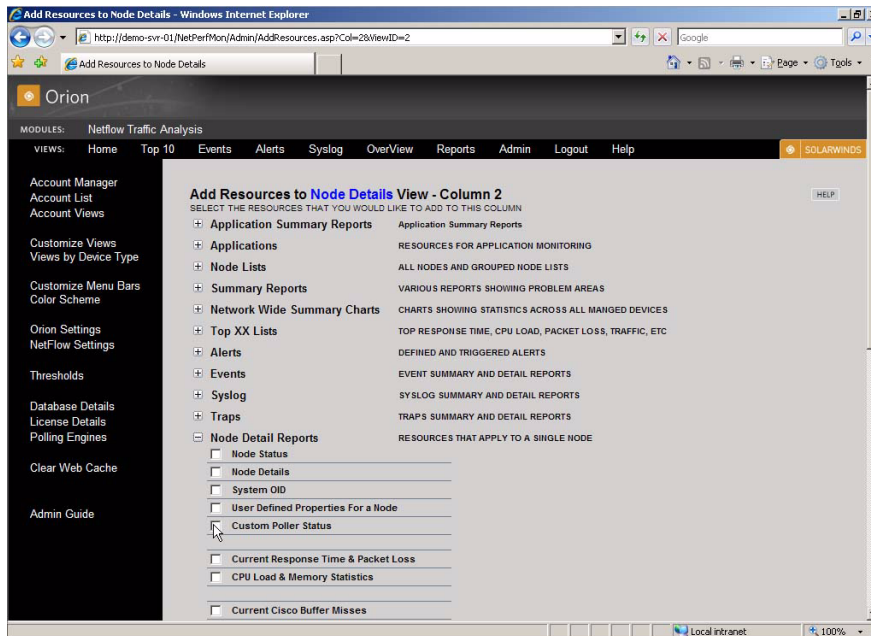 Add Resources to Node Details - Windows Internet Explorer
http://demo-svr-01/NetPerfMon/Admin/AddResources.asp?Col=2&ViewID=2
Google
Add Resources to Node Details
Page
Tools
Orion
MODULES: Netflow Traffic Analysis
VIEWS: Home Top 10 Events Alerts Syslog OverView Reports Admin Logout Help
SOLARWINDS
Account Manager
Account List
Account Views
Customize Views
Views by Device Type
Customize Menu Bars
Color Scheme
Orion Settings
NetFlow Settings
Thresholds
Database Details
License Details
Polling Engines
Clear Web Cache
Admin Guide
Add Resources to Node Details View - Column 2
HELP
SELECT THE RESOURCES THAT YOU WOULD LIKE TO ADD TO THIS COLUMN
Application Summary Reports Application Summary Reports
Applications RESOURCES FOR APPLICATION MONITORING
Node Lists ALL NODES AND GROUPED NODE LISTS
Summary Reports VARIOUS REPORTS SHOWING PROBLEM AREAS
Network Wide Summary Charts CHARTS SHOWING STATISTICS ACROSS ALL MANGED DEVICES
Top XX Lists TOP RESPONSE TIME, CPU LOAD, PACKET LOSS, TRAFFIC, ETC
Alerts DEFINED AND TRIGGERED ALERTS
Events EVENT SUMMARY AND DETAIL REPORTS
Syslog SYSLOG SUMMARY AND DETAIL REPORTS
Traps TRAPS SUMMARY AND DETAIL REPORTS
Node Detail Reports RESOURCES THAT APPLY TO A SINGLE NODE
Node Status
Node Details
System OID
User Defined Properties For a Node
Custom Poller Status
Current Response Time & Packet Loss
CPU Load & Memory Statistics
Current Cisco Buffer Misses
Local intranet
100%